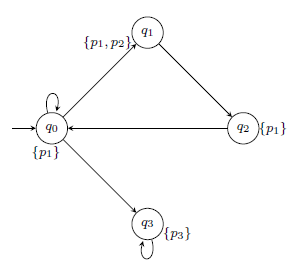 q₁
{p₁, p₂}
q₀
q₂ {p₁}
{p₁}
q₃
{p₃}